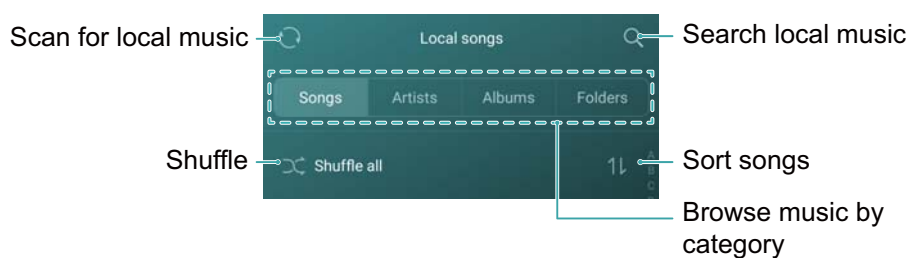 Scan for local music
Local songs
Search local music
Songs
Artists
Albums
Folders
Shuffle
Shuffle all
Sort songs
A
B
C
Browse music by
category